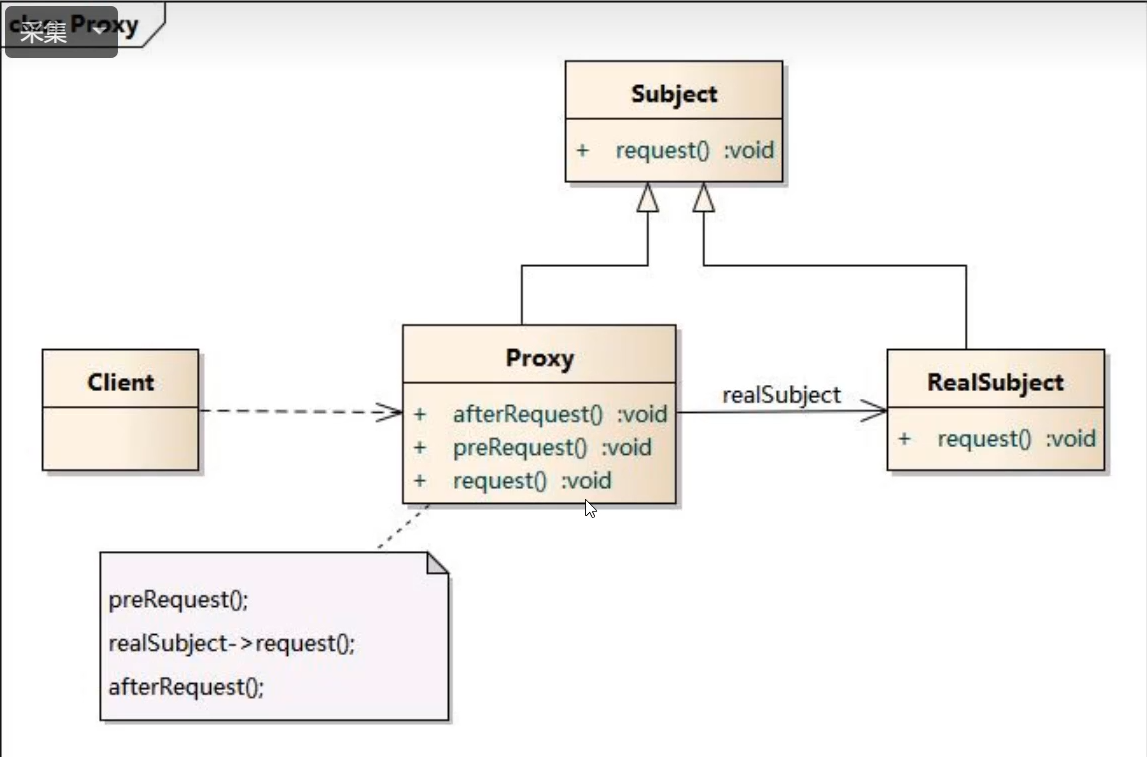 class Proxy
采集
Subject
+ request() :void
Client
Proxy
+ afterRequest() :void
+ preRequest() :void
+ request() :void
realSubject
RealSubject
+ request() :void
preRequest();
realSubject->request();
afterRequest();